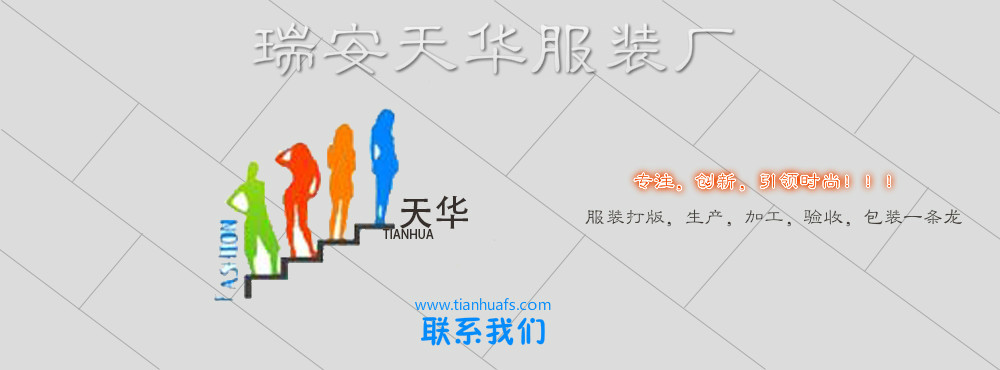 瑞安天华服装厂
专注，创新，引领时尚！！！
服装打版，生产，加工，验收，包装一条龙
FASHION
天华
TIANHUA
www.tianhuafs.com
联系我们